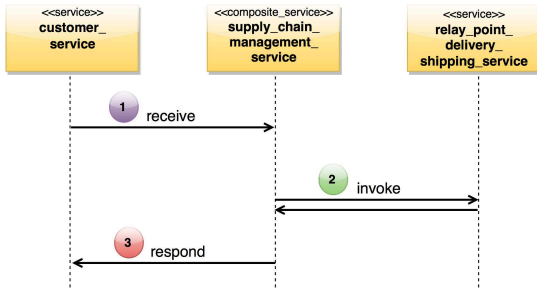 <<service>>
customer_
service
<<composite_service>>
supply_chain_
management_
service
<<service>>
relay_point_
delivery_
shipping_service
1
receive
2
invoke
3
respond